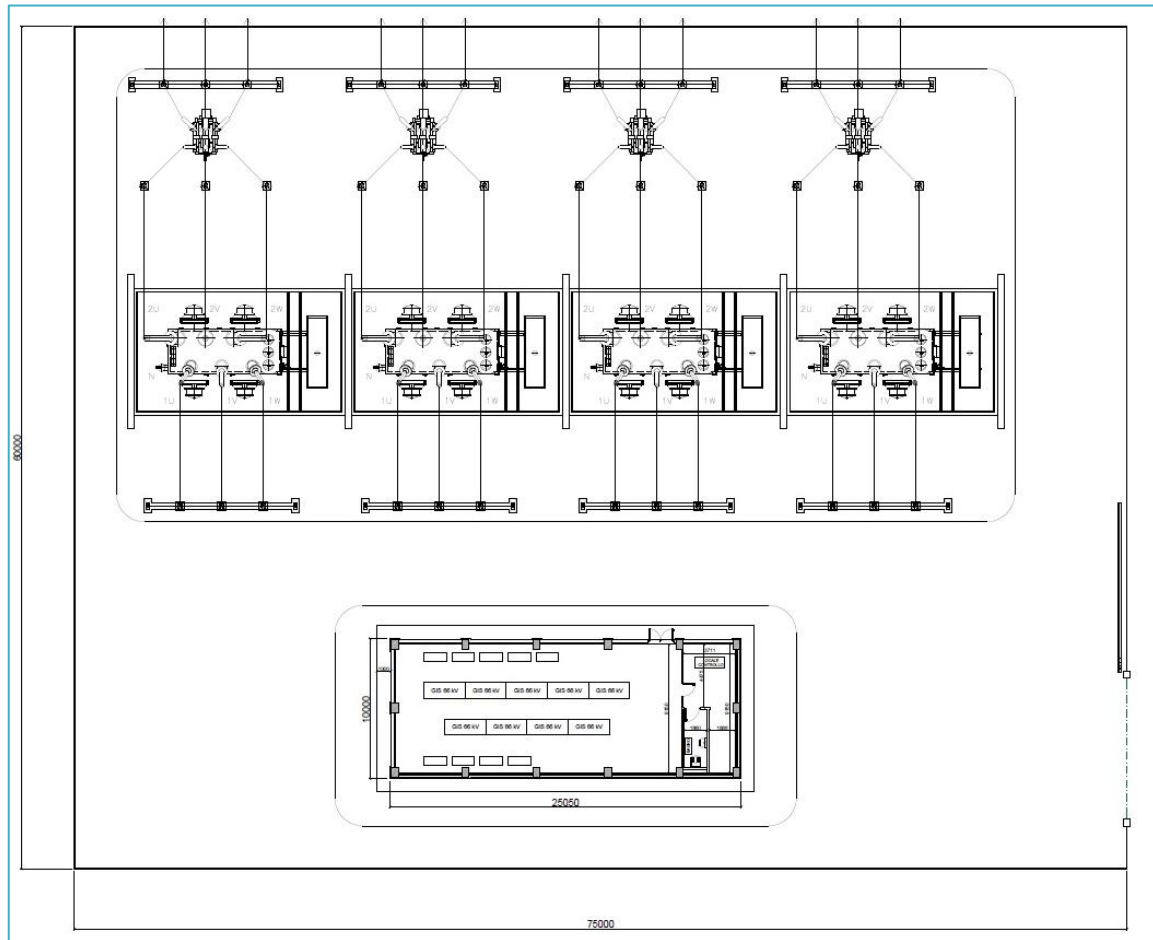 2U 2V 2W
2U 2V 2W
2U 2V 2W
2U 2V 2W
N
N
N
N
1U 1V 1W
1U 1V 1W
1U 1V 1W
1U 1V 1W
60000
LOCALE
CONTROLLO
10000
GIS 66 kV GIS 66 kV GIS 66 kV GIS 66 kV GIS 66 kV
GIS 66 kV GIS 66 kV GIS 66 kV GIS 66 kV
25050
75000